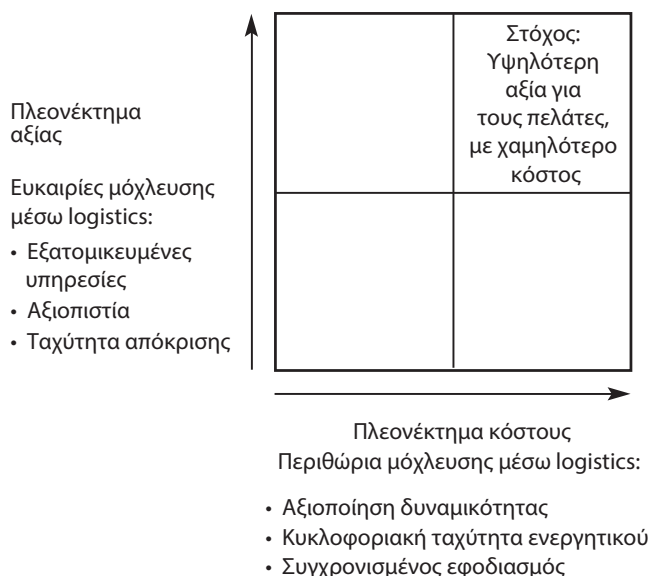 Στόχος:
Υψηλότερη
αξία για
τους πελάτες,
με χαμηλότερο
κόστος
Πλεονέκτημα
αξίας
Ευκαιρίες μόχλευσης
μέσω logistics:
• Εξατομικευμένες
υπηρεσίες
• Αξιοπιστία
• Ταχύτητα απόκρισης
Πλεονέκτημα κόστους
Περιθώρια μόχλευσης μέσω logistics:
• Αξιοποίηση δυναμικότητας
• Κυκλοφοριακή ταχύτητα ενεργητικού
• Συγχρονισμένος εφοδιασμός